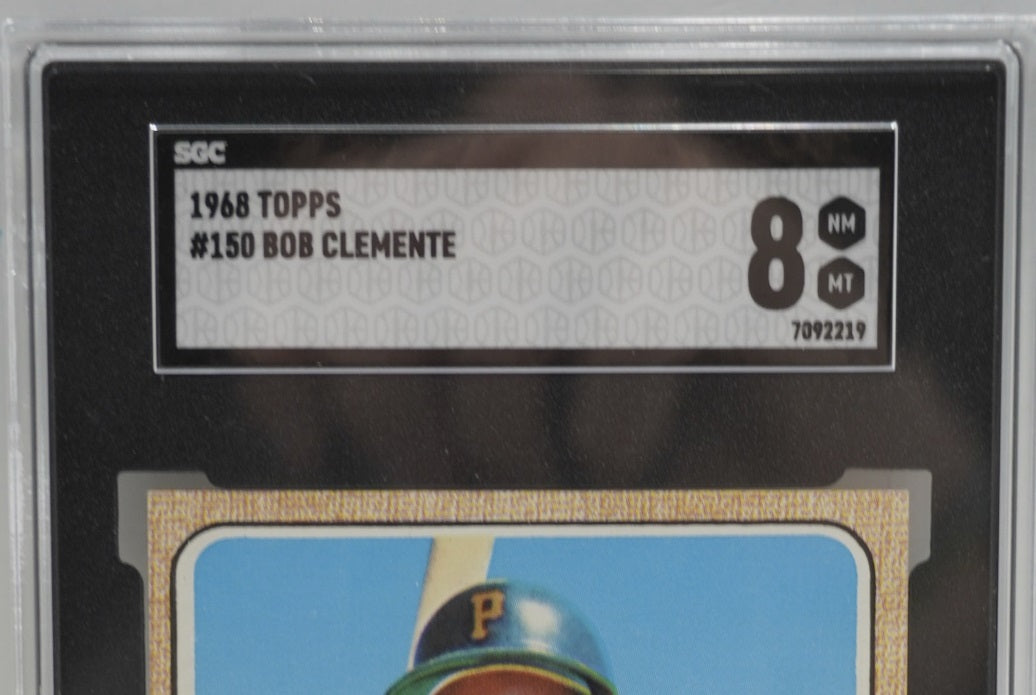 SGC
1968 TOPPS
#150 BOB CLEMENTE
8
NM
MT
7092219
P